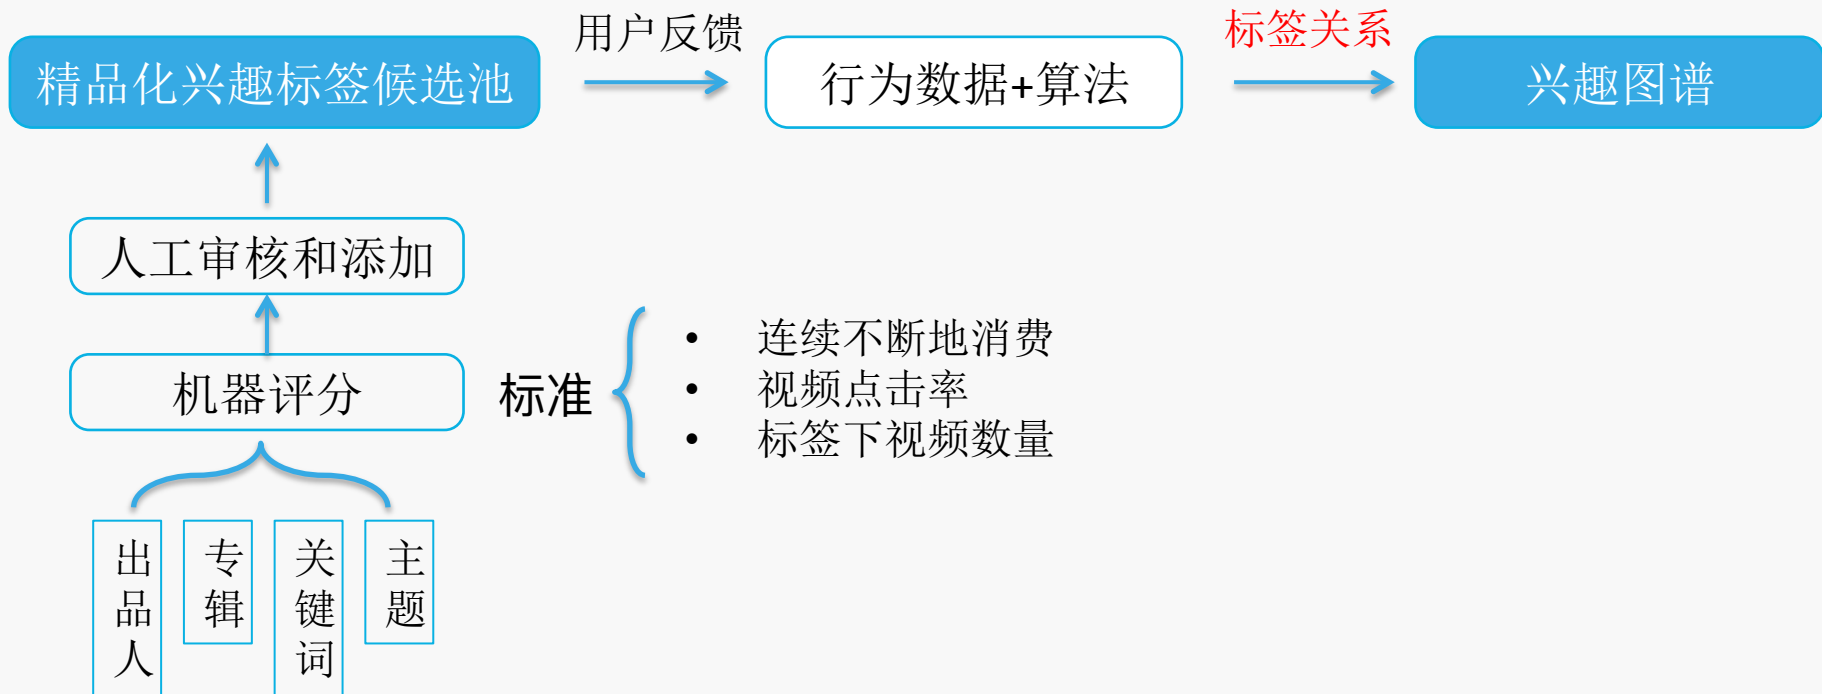 用户反馈
标签关系
精品化兴趣标签候选池
行为数据+算法
兴趣图谱
人工审核和添加
机器评分
标准
• 连续不断地消费
• 视频点击率
• 标签下视频数量
出品人
专辑
关键词
主题